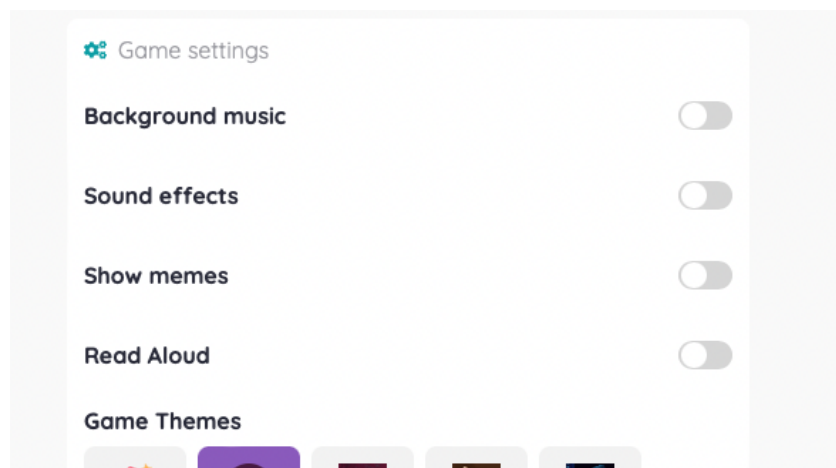 Game settings
Background music
Sound effects
Show memes
Read Aloud
Game Themes